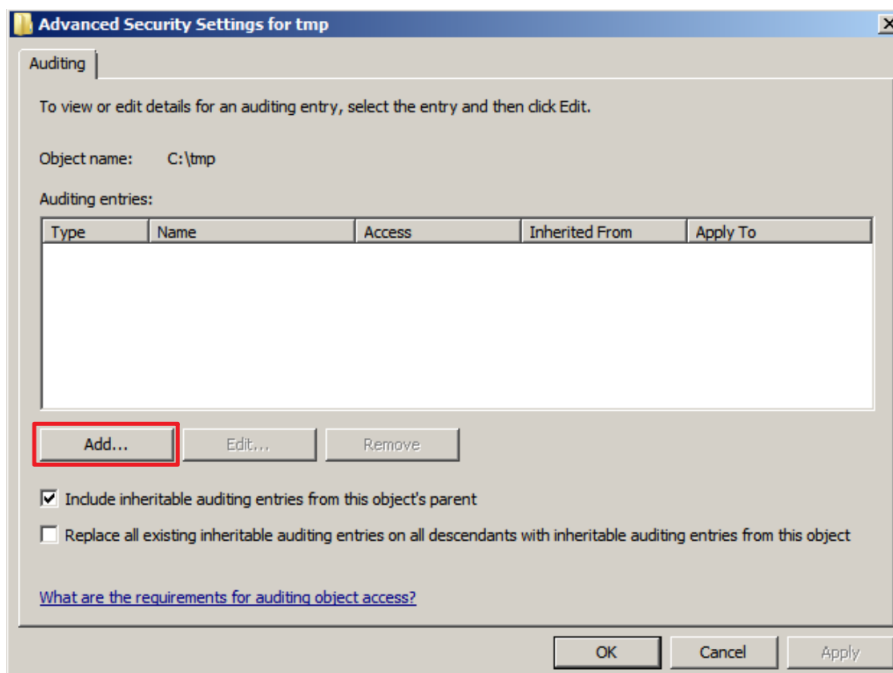 Advanced Security Settings for tmp
Auditing
To view or edit details for an auditing entry, select the entry and then click Edit.
Object name: C:\tmp
Auditing entries:
Type Name Access Inherited From Apply To
Add... Edit... Remove
Include inheritable auditing entries from this object's parent
Replace all existing inheritable auditing entries on all descendants with inheritable auditing entries from this object
What are the requirements for auditing object access?
OK Cancel Apply